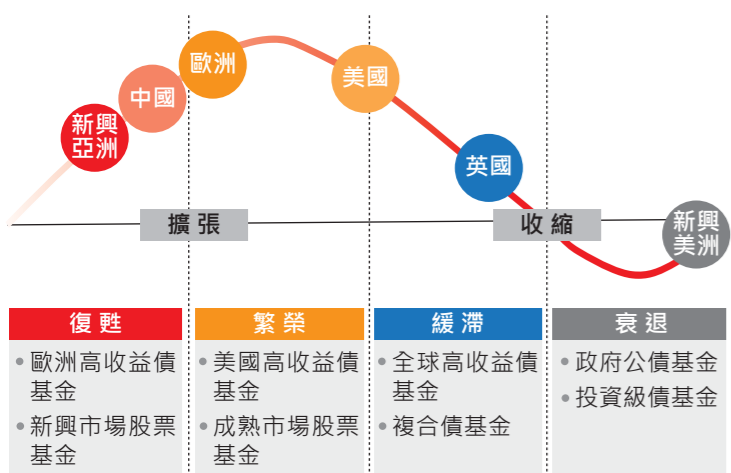 歐洲
美國
中國
新興
亞洲
英國
擴張
收縮
新興
美洲
復甦
繁榮
緩滯
衰退
• 歐洲高收益債
基金
• 新興市場股票
基金
• 美國高收益債
基金
• 成熟市場股票
基金
• 全球高收益債
基金
• 複合債基金
• 政府公債基金
• 投資級債基金